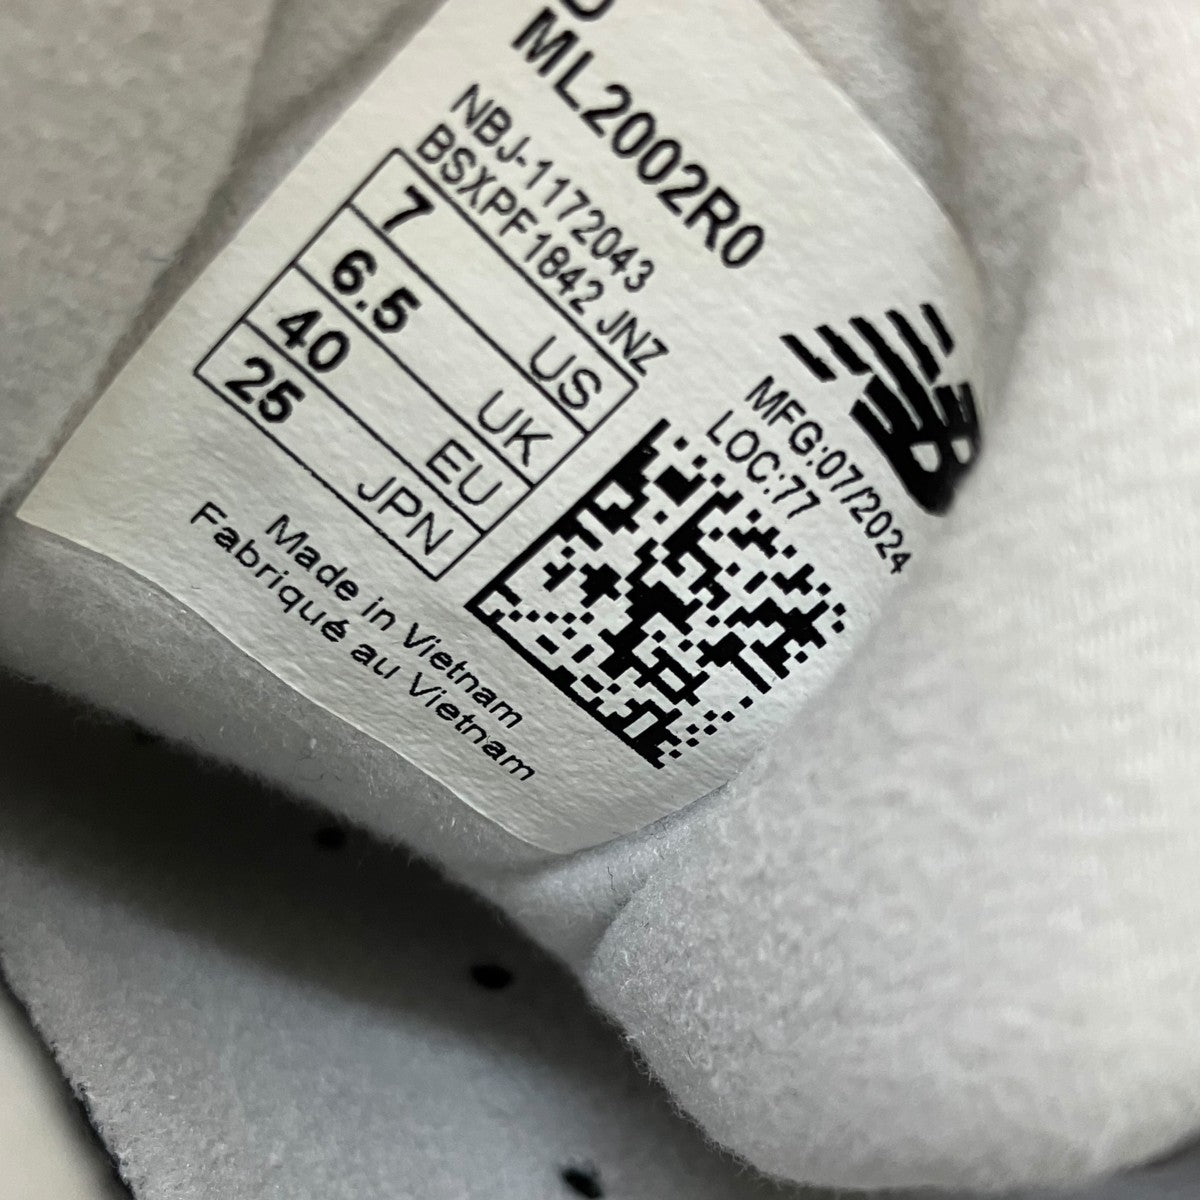 D
ML2002R0
NBJ-1172043
BSXPF1842 JNZ
7 US
6.5 UK
40 EU
25 JPN
MFG:07/2024
LOC:77
Made in Vietnam
Fabriqué au Vietnam